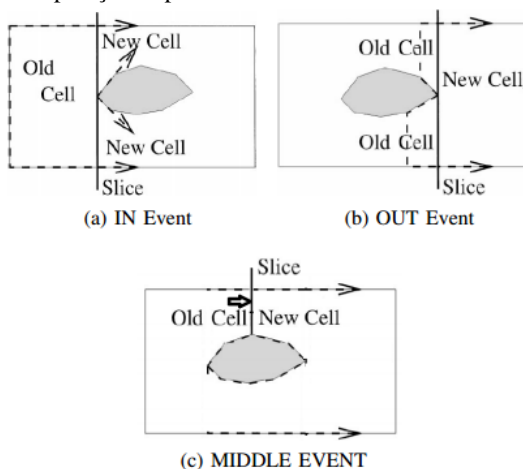 New Cell
Old Cell
Old
Cell
New Cell
New Cell
Old Cell
Slice
Slice
(a) IN Event
(b) OUT Event
Slice
Old Cell New Cell
(c) MIDDLE EVENT